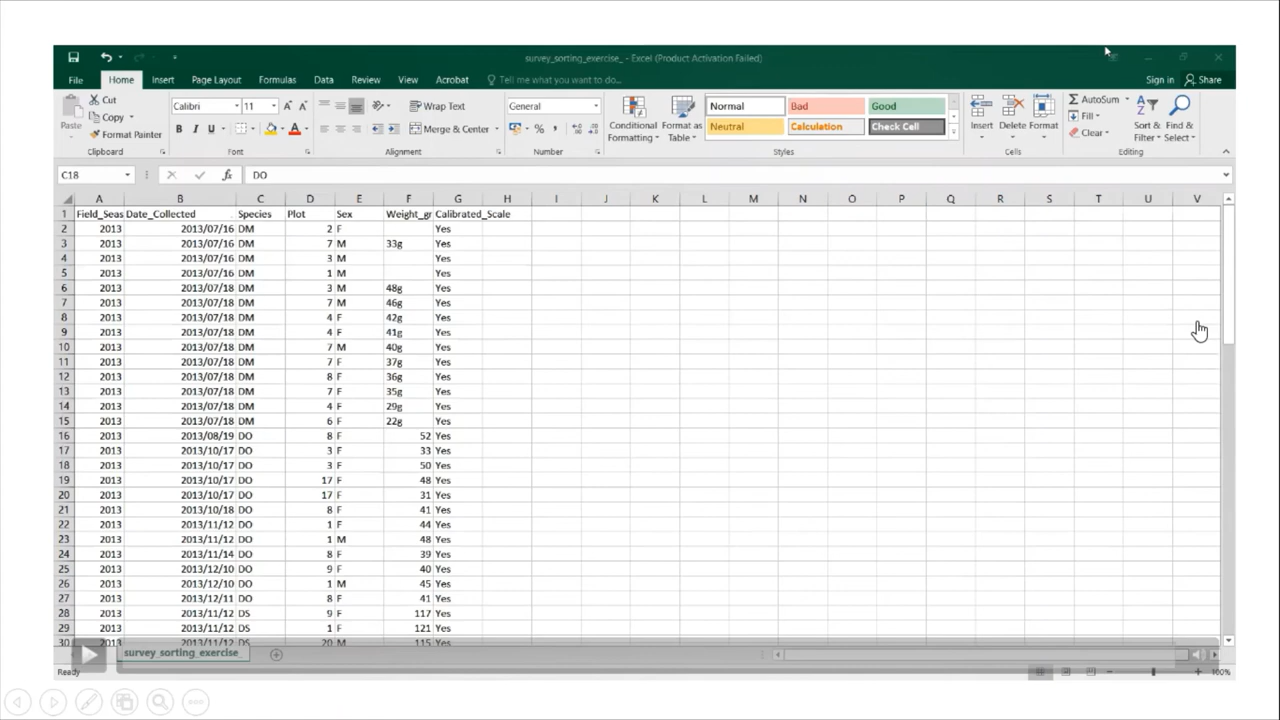 survey_sorting_exercise_ - Excel (Product Activation Failed)
File Home Insert Page Layout Formulas Data Review View Acrobat Tell me what you want to do... Sign in Share
Paste Cut Copy Format Painter Calibri 11 A A B I U A Wrap Text Merge & Center General % , Conditional Formatting Format as Table Normal Bad Good Neutral Calculation Check Cell Insert Delete Format AutoSum Fill Clear Sort & Filter Find & Select
Clipboard Font Alignment Number Styles Cells Editing
C18 fx DO
A B C D E F G H I J K L M N O P Q R S T U V
1 Field_Seas Date_Collected Species Plot Sex Weight_gr Calibrated_Scale
2 2013 2013/07/16 DM 2 F Yes
3 2013 2013/07/16 DM 7 M 33g Yes
4 2013 2013/07/16 DM 3 M Yes
5 2013 2013/07/16 DM 1 M Yes
6 2013 2013/07/18 DM 3 M 48g Yes
7 2013 2013/07/18 DM 7 M 46g Yes
8 2013 2013/07/18 DM 4 F 42g Yes
9 2013 2013/07/18 DM 4 F 41g Yes
10 2013 2013/07/18 DM 7 M 40g Yes
11 2013 2013/07/18 DM 7 F 37g Yes
12 2013 2013/07/18 DM 8 F 36g Yes
13 2013 2013/07/18 DM 7 F 35g Yes
14 2013 2013/07/18 DM 4 F 29g Yes
15 2013 2013/07/18 DM 6 F 22g Yes
16 2013 2013/08/19 DO 8 F 52 Yes
17 2013 2013/10/17 DO 3 F 33 Yes
18 2013 2013/10/17 DO 3 F 50 Yes
19 2013 2013/10/17 DO 17 F 48 Yes
20 2013 2013/10/17 DO 17 F 31 Yes
21 2013 2013/10/18 DO 8 F 41 Yes
22 2013 2013/11/12 DO 1 F 44 Yes
23 2013 2013/11/12 DO 1 M 48 Yes
24 2013 2013/11/14 DO 8 F 39 Yes
25 2013 2013/12/10 DO 9 F 40 Yes
26 2013 2013/12/10 DO 1 M 45 Yes
27 2013 2013/12/11 DO 8 F 41 Yes
28 2013 2013/11/12 DS 9 F 117 Yes
29 2013 2013/11/12 DS 1 F 121 Yes
30 2013 2013/11/12 DS 20 M 115 Yes
survey_sorting_exercise_
Ready 100%